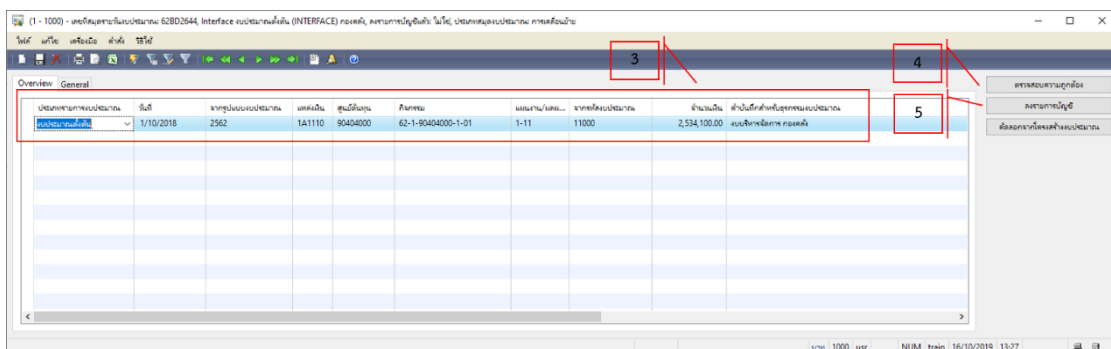 (1 - 1000) - เลขที่สมุดรายวันงบประมาณ: 62BD2644, Interface งบประมาณตั้งต้น (INTERFACE) กองคลัง, ลงรายการบัญชีแล้ว: ไม่ใช่, ประเภทสมุดงบประมาณ: การเคลื่อนย้าย
ไฟล์ แก้ไข เครื่องมือ คำสั่ง วิธีใช้
3
4
5
Overview General
ตรวจสอบความถูกต้อง
ลงรายการบัญชี
คัดลอกจากโครงสร้างงบประมาณ
ประเภทรายการงบประมาณ วันที่ จากรูปแบบงบประมาณ แหล่งเงิน ศูนย์ต้นทุน กิจกรรม แผนงาน/ผลผ... จากรหัสงบประมาณ จำนวนเงิน คำบันทึกสำหรับธุรกรรมงบประมาณ
งบประมาณตั้งต้น 1/10/2018 2562 1A1110 90404000 62-1-90404000-1-01 1-11 11000 2,534,100.00 งบบริหารจัดการ กองคลัง
บาท 1000 usr NUM train 16/10/2019 13:27